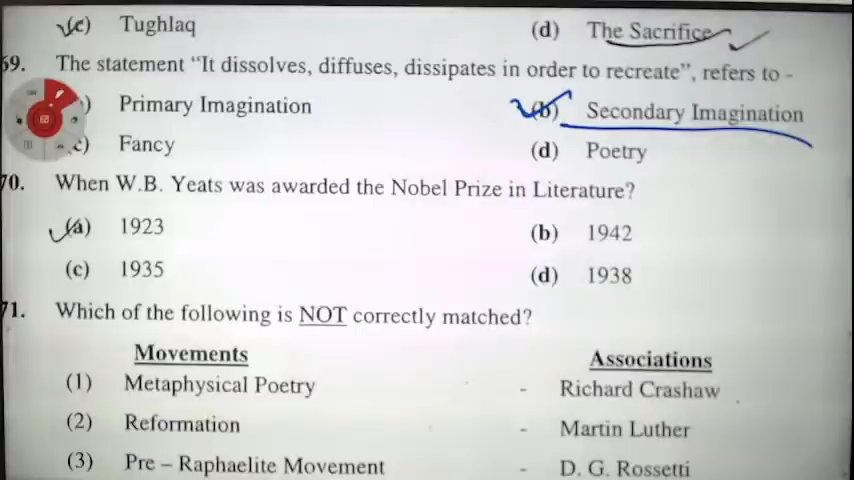 (c) Tughlaq (d) The Sacrifice
59. The statement “It dissolves, diffuses, dissipates in order to recreate”, refers to -
) Primary Imagination (b) Secondary Imagination
c) Fancy (d) Poetry
70. When W.B. Yeats was awarded the Nobel Prize in Literature?
(a) 1923 (b) 1942
(c) 1935 (d) 1938
71. Which of the following is NOT correctly matched?
Movements Associations
(1) Metaphysical Poetry - Richard Crashaw
(2) Reformation - Martin Luther
(3) Pre – Raphaelite Movement - D. G. Rossetti